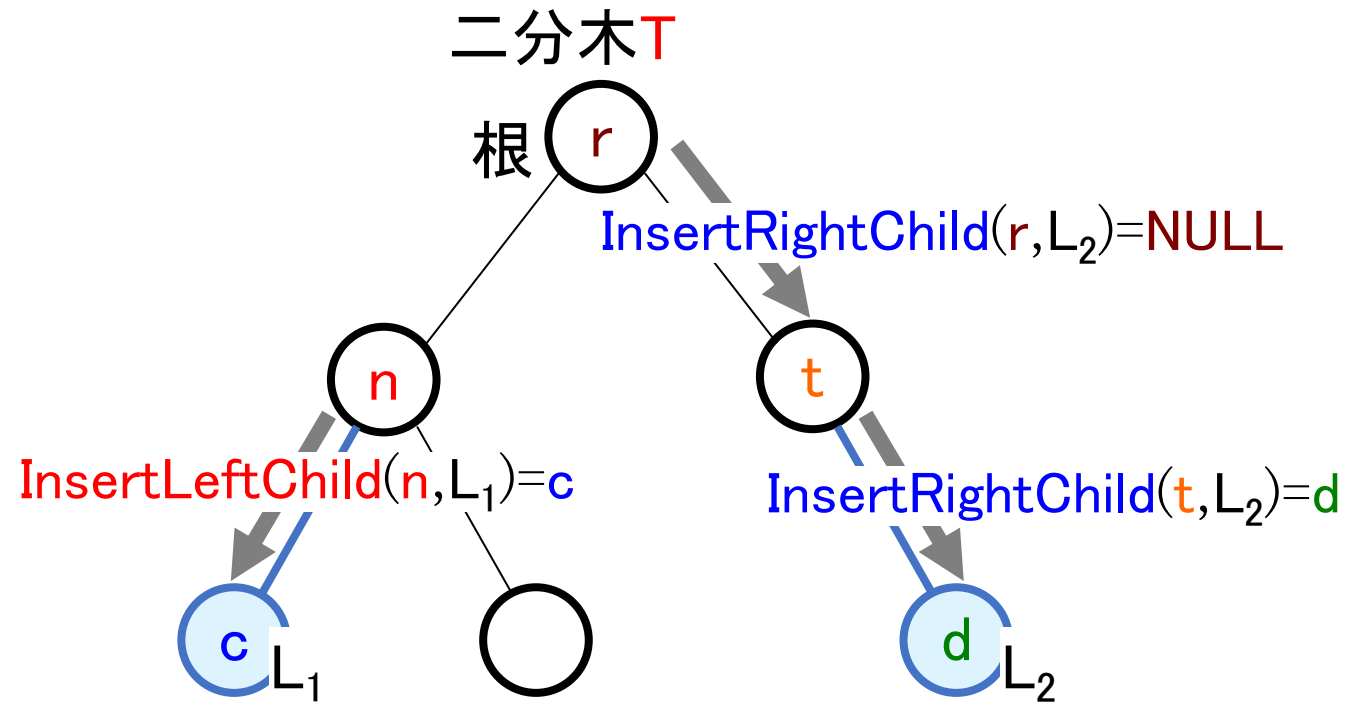 二分木T
根
r
InsertRightChild(r,L₂)=NULL
n
t
InsertLeftChild(n,L₁)=c
InsertRightChild(t,L₂)=d
c
L₁
d
L₂